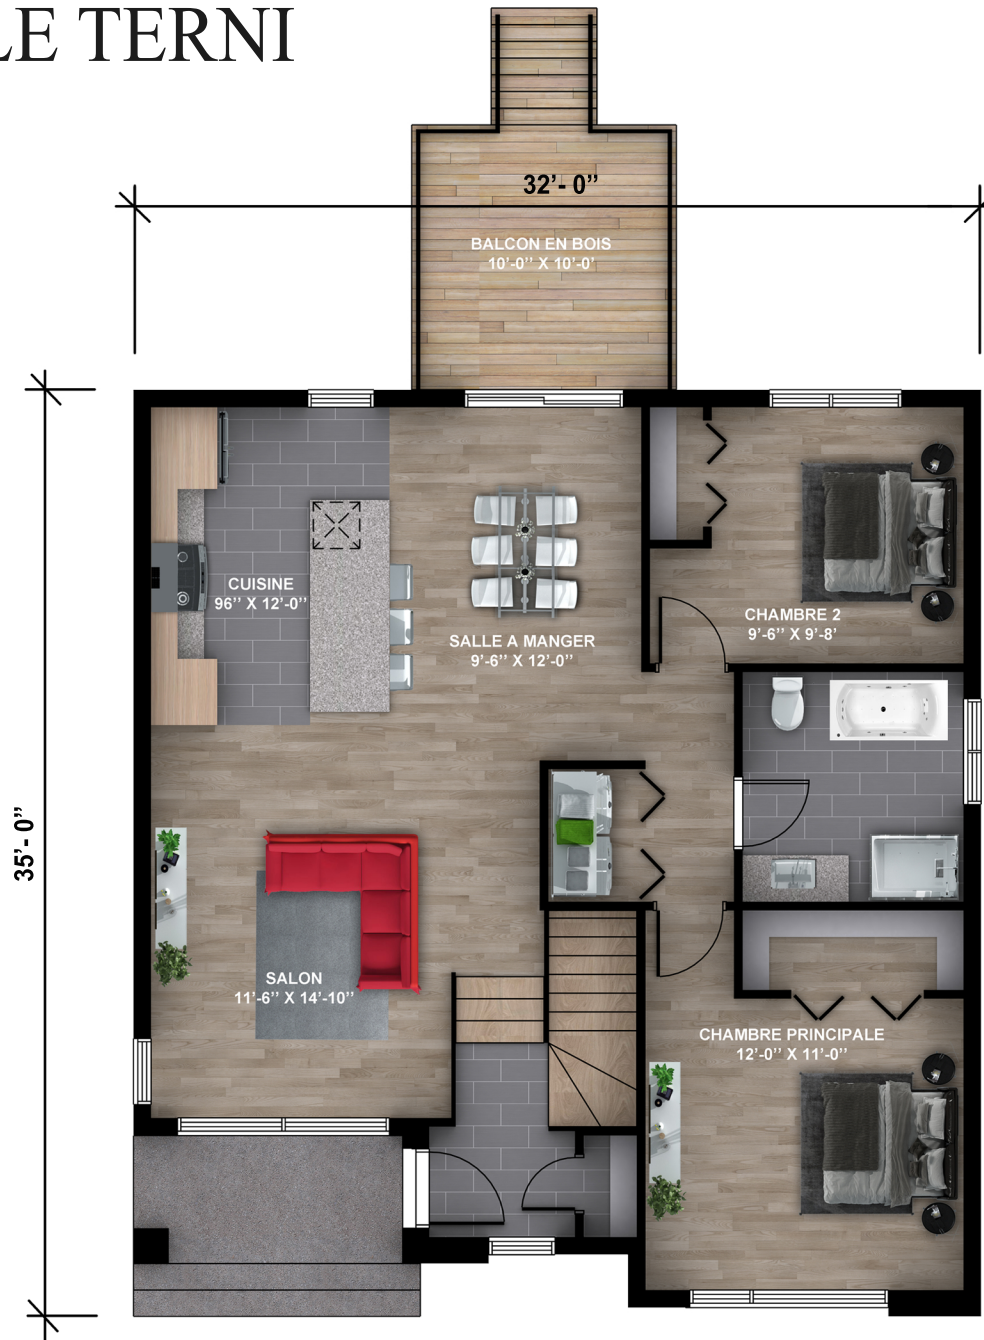 LE TERNI
32’- 0’’
BALCON EN BOIS
10’-0’’ X 10’-0’
CUISINE
96’’ X 12’-0’’
SALLE A MANGER
9’-6’’ X 12’-0’’
CHAMBRE 2
9’-6’’ X 9’-8’
35’- 0’’
SALON
11’-6’’ X 14’-10’’
CHAMBRE PRINCIPALE
12’-0’’ X 11’-0’’